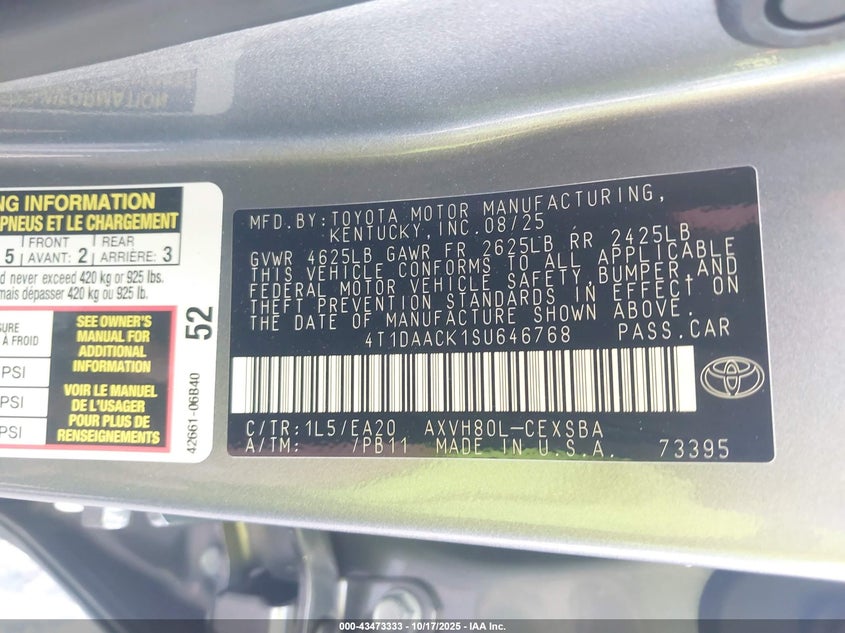 NG INFORMATION
PNEUS ET LE CHARGEMENT
5 FRONT AVANT: 2 REAR ARRIÈRE: 3
d never exceed 420 kg or 925 lbs.
mais dépasser 420 kg ou 925 lb.
SURE
À FROID
PSI
PSI
PSI
SEE OWNER'S
MANUAL FOR
ADDITIONAL
INFORMATION
VOIR LE MANUEL
DE L'USAGER
POUR PLUS DE
RENSEIGNEMENTS
52
42661-06B40
MFD. BY: TOYOTA MOTOR MANUFACTURING,
KENTUCKY, INC. 08/25
GVWR 4625LB GAWR FR 2625LB RR 2425LB
THIS VEHICLE CONFORMS TO ALL APPLICABLE
FEDERAL MOTOR VEHICLE SAFETY, BUMPER, AND
THEFT PREVENTION STANDARDS IN EFFECT ON
THE DATE OF MANUFACTURE SHOWN ABOVE.
4T1DAACK1SU646768 PASS. CAR
C/TR: 1L5/EA20 AXVH80L-CEXSBA
A/TM: /PB11 MADE IN U.S.A. 73395
000-43473333 - 10/17/2025 - IAA Inc.